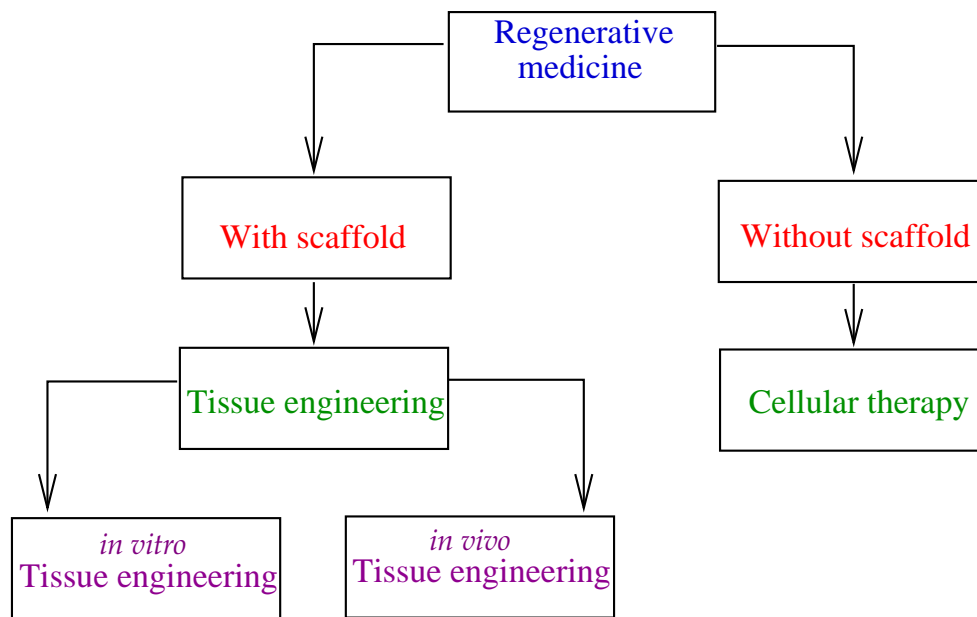 Regenerative
medicine
With scaffold
Without scaffold
Tissue engineering
Cellular therapy
in vitro
Tissue engineering
in vivo
Tissue engineering